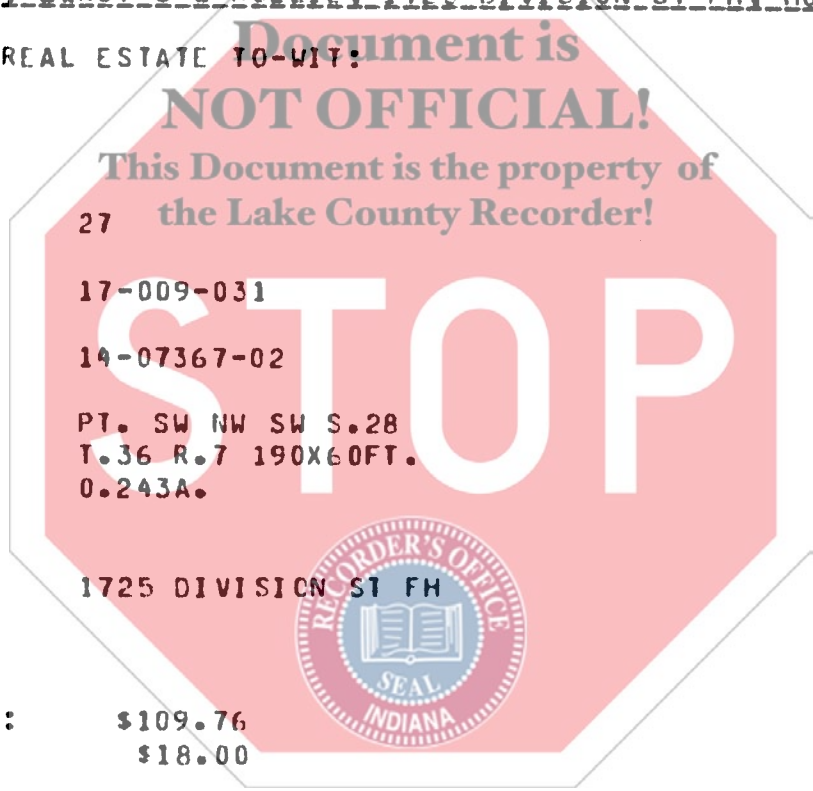 REAL ESTATE TO-WIT:
Document is
NOT OFFICIAL!
This Document is the property of
the Lake County Recorder!
27
17-009-031
14-07367-02
STOP
PT. SW NW SW S.28
T.36 R.7 190X60FT.
0.243A.
1725 DIVISION ST FH
RECORDER'S OFFICE
SEAL
INDIANA
: $109.76
$18.00